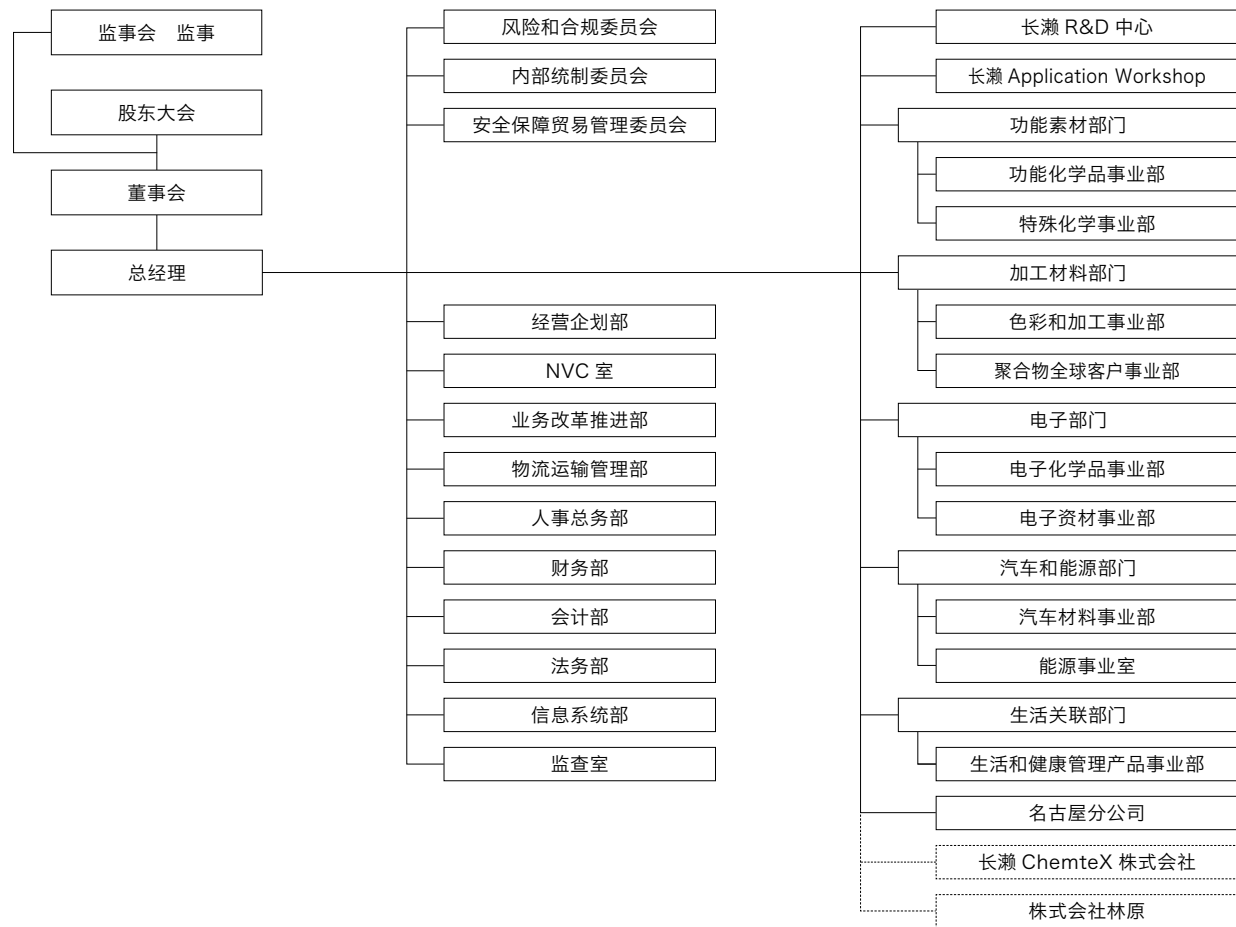 监事会　监事
股东大会
董事会
总经理
风险和合规委员会
内部统制委员会
安全保障贸易管理委员会
经营企划部
NVC 室
业务改革推进部
物流运输管理部
人事总务部
财务部
会计部
法务部
信息系统部
监查室
长濑 R&D 中心
长濑 Application Workshop
功能素材部门
功能化学品事业部
特殊化学事业部
加工材料部门
色彩和加工事业部
聚合物全球客户事业部
电子部门
电子化学品事业部
电子资材事业部
汽车和能源部门
汽车材料事业部
能源事业室
生活关联部门
生活和健康管理产品事业部
名古屋分公司
长濑 ChemteX 株式会社
株式会社林原